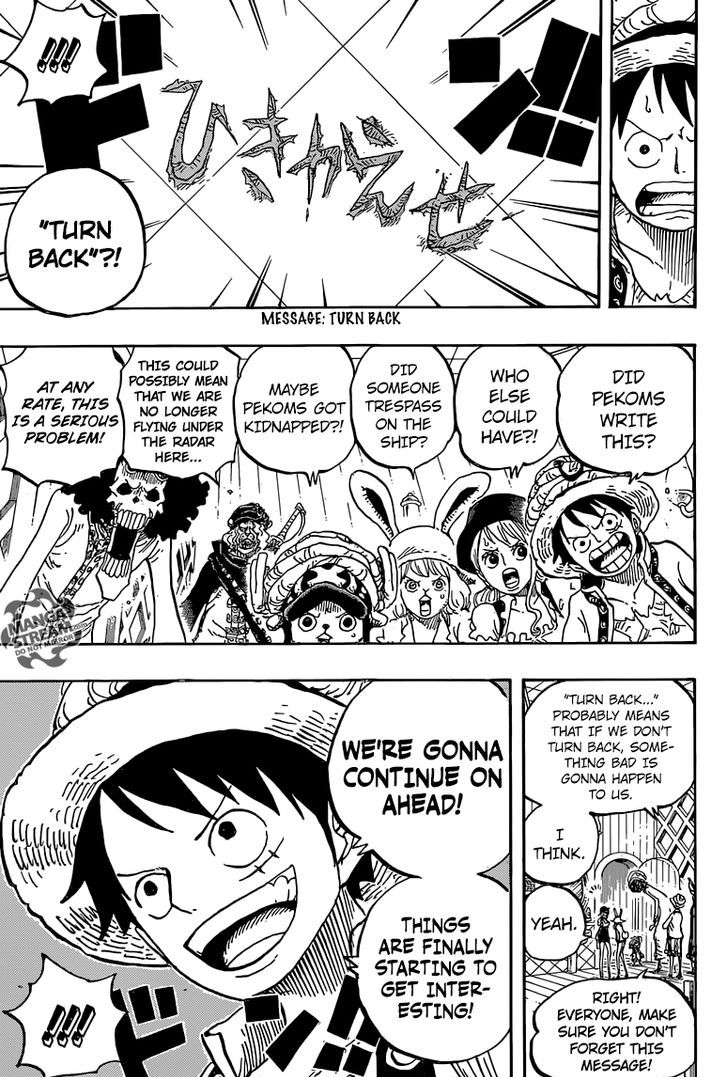 !!!
ドン!!
ひきかえせ
"TURN
BACK"?!
MESSAGE: TURN BACK
DID
PEKOMS
WRITE
THIS?
WHO
ELSE
COULD
HAVE?!
DID
SOMEONE
TRESPASS
ON THE
SHIP?
MAYBE
PEKOMS GOT
KIDNAPPED?!
THIS COULD
POSSIBLY MEAN
THAT WE ARE
NO LONGER
FLYING UNDER
THE RADAR
HERE...
AT ANY
RATE, THIS
IS A SERIOUS
PROBLEM!
MANGA
STREAM
DO NOT MIRROR
"TURN BACK..."
PROBABLY MEANS
THAT IF WE DON'T
TURN BACK, SOME-
THING BAD IS
GONNA HAPPEN
TO US.
I
THINK.
YEAH.
RIGHT!
EVERYONE, MAKE
SURE YOU DON'T
FORGET THIS
MESSAGE!
WE'RE GONNA
CONTINUE ON
AHEAD!
THINGS
ARE FINALLY
STARTING TO
GET INTER-
ESTING!
!!!
ドン!!